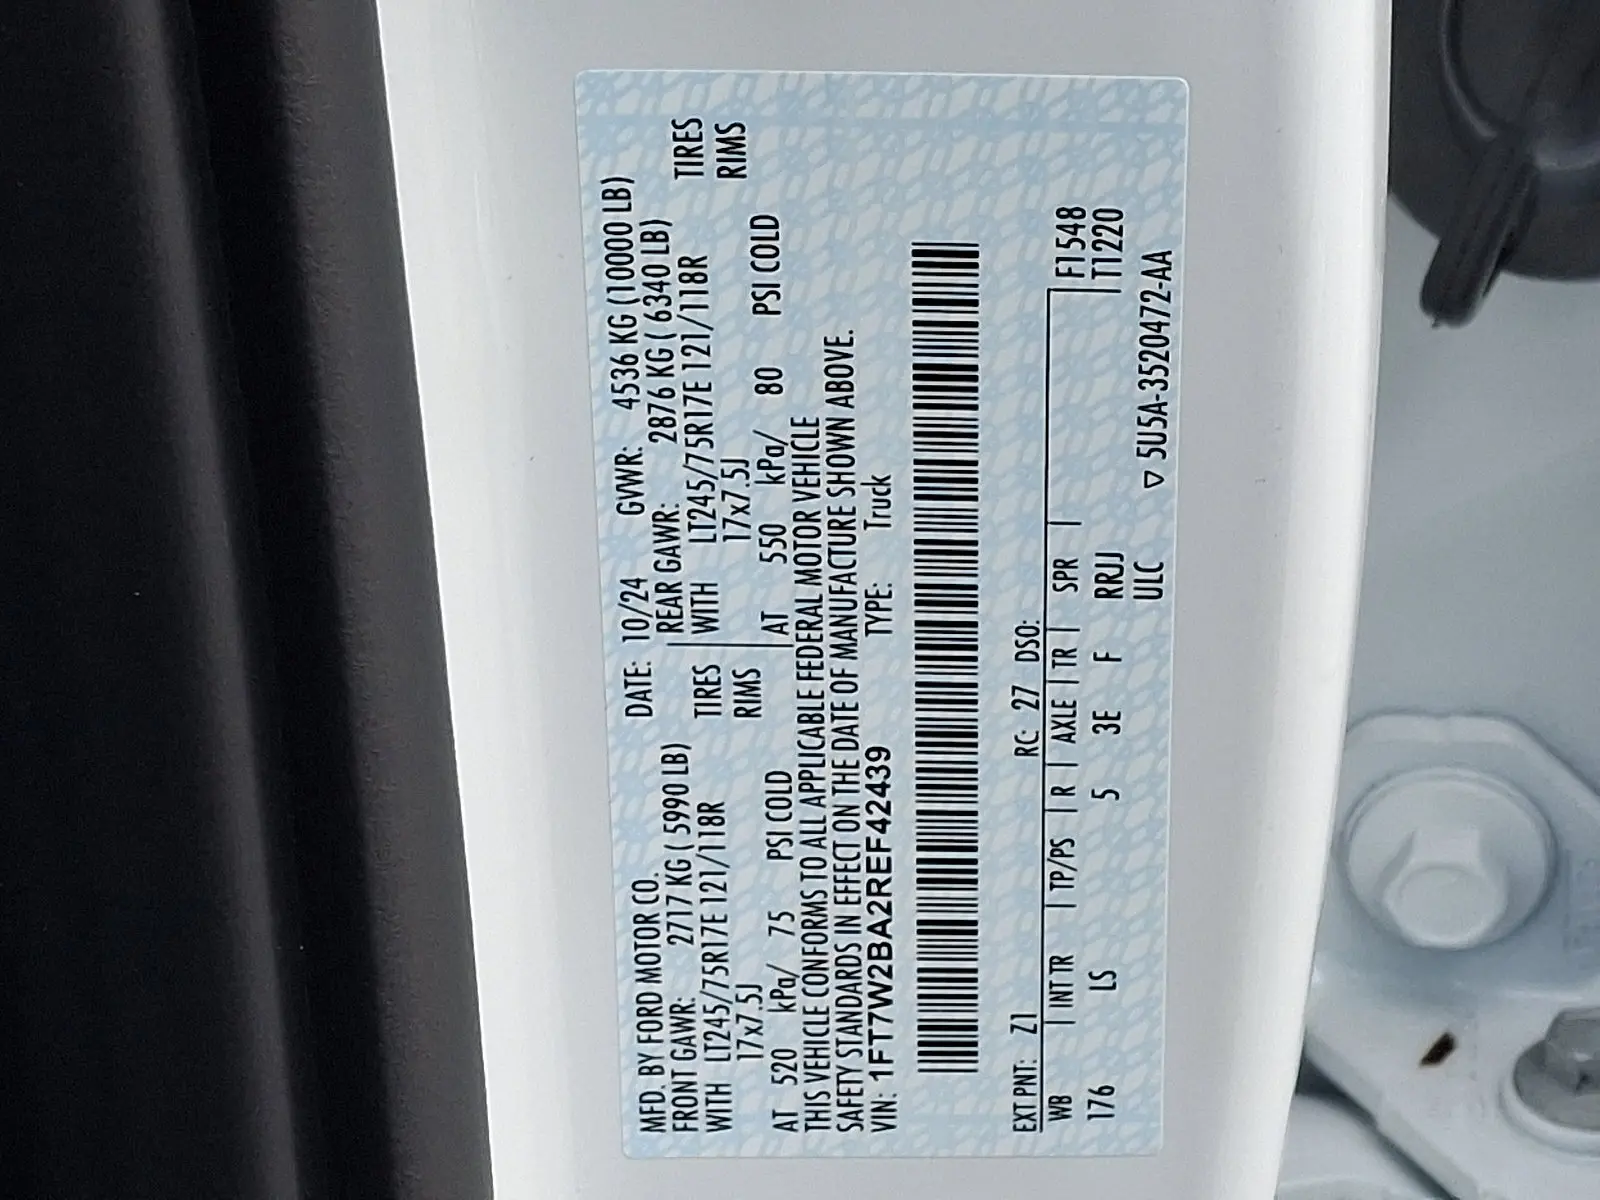 MFD. BY FORD MOTOR CO.
DATE: 10/24 GVWR: 4536 KG (10000 LB)
FRONT GAWR: 2717 KG ( 5990 LB) REAR GAWR: 2876 KG ( 6340 LB)
WITH LT245/75R17E 121/118R TIRES WITH LT245/75R17E 121/118R TIRES
17x7.5J RIMS 17x7.5J RIMS
AT 520 kPa/ 75 PSI COLD AT 550 kPa/ 80 PSI COLD
THIS VEHICLE CONFORMS TO ALL APPLICABLE FEDERAL MOTOR VEHICLE
SAFETY STANDARDS IN EFFECT ON THE DATE OF MANUFACTURE SHOWN ABOVE.
VIN: 1FT7W2BA2REF42439 TYPE: Truck
EXT PNT: Z1 RC: 27 DSO:
WB INT TR TP/PS R AXLE TR SPR F1548
176 LS 5 3E F RRJJ T1220
ULC ▽ 5U5A-3520472-AA